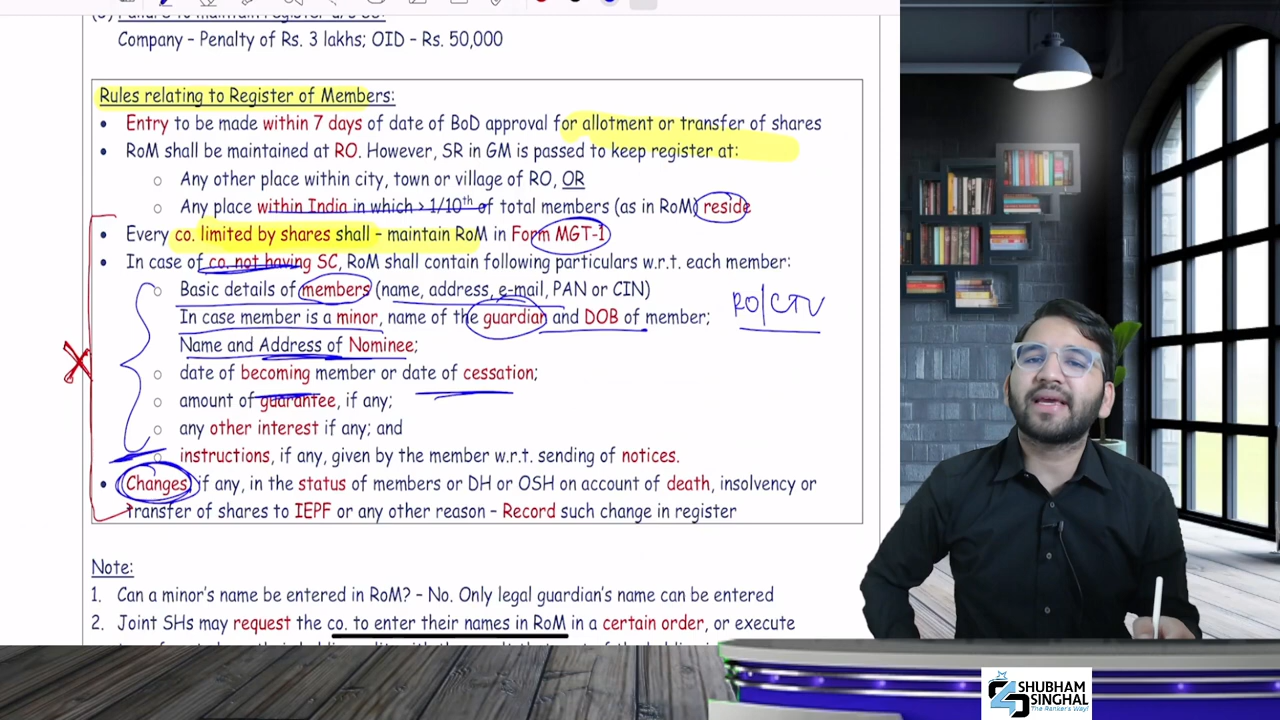 Company – Penalty of Rs. 3 lakhs; OID – Rs. 50,000
Rules relating to Register of Members:
• Entry to be made within 7 days of date of BoD approval for allotment or transfer of shares
• RoM shall be maintained at RO. However, SR in GM is passed to keep register at:
○ Any other place within city, town or village of RO, OR
○ Any place within India in which > 1/10th of total members (as in RoM) reside
• Every co. limited by shares shall – maintain RoM in Form MGT-1
• In case of co. not having SC, RoM shall contain following particulars w.r.t. each member:
○ Basic details of members (name, address, e-mail, PAN or CIN)
In case member is a minor, name of the guardian and DOB of member;
Name and Address of Nominee;
○ date of becoming member or date of cessation;
○ amount of guarantee, if any;
○ any other interest if any; and
○ instructions, if any, given by the member w.r.t. sending of notices.
• Changes, if any, in the status of members or DH or OSH on account of death, insolvency or
transfer of shares to IEPF or any other reason – Record such change in register
RO/CTV
Note:
1. Can a minor's name be entered in RoM? – No. Only legal guardian's name can be entered
2. Joint SHs may request the co. to enter their names in RoM in a certain order, or execute
SHUBHAM
SINGHAL
The Ranker's Way!